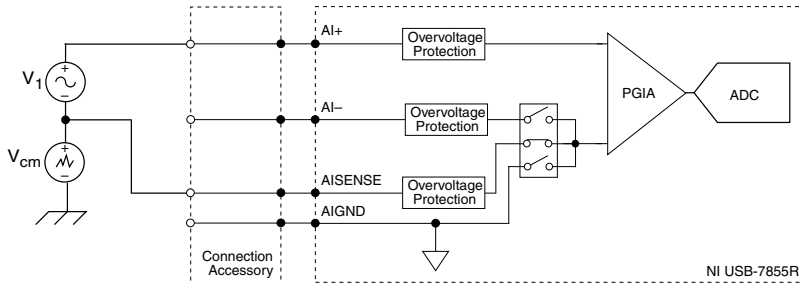 AI+
Overvoltage
Protection
+
V1
–
PGIA
ADC
AI–
Overvoltage
Protection
+
Vcm
–
AISENSE
Overvoltage
Protection
AIGND
Connection
Accessory
NI USB-7855R